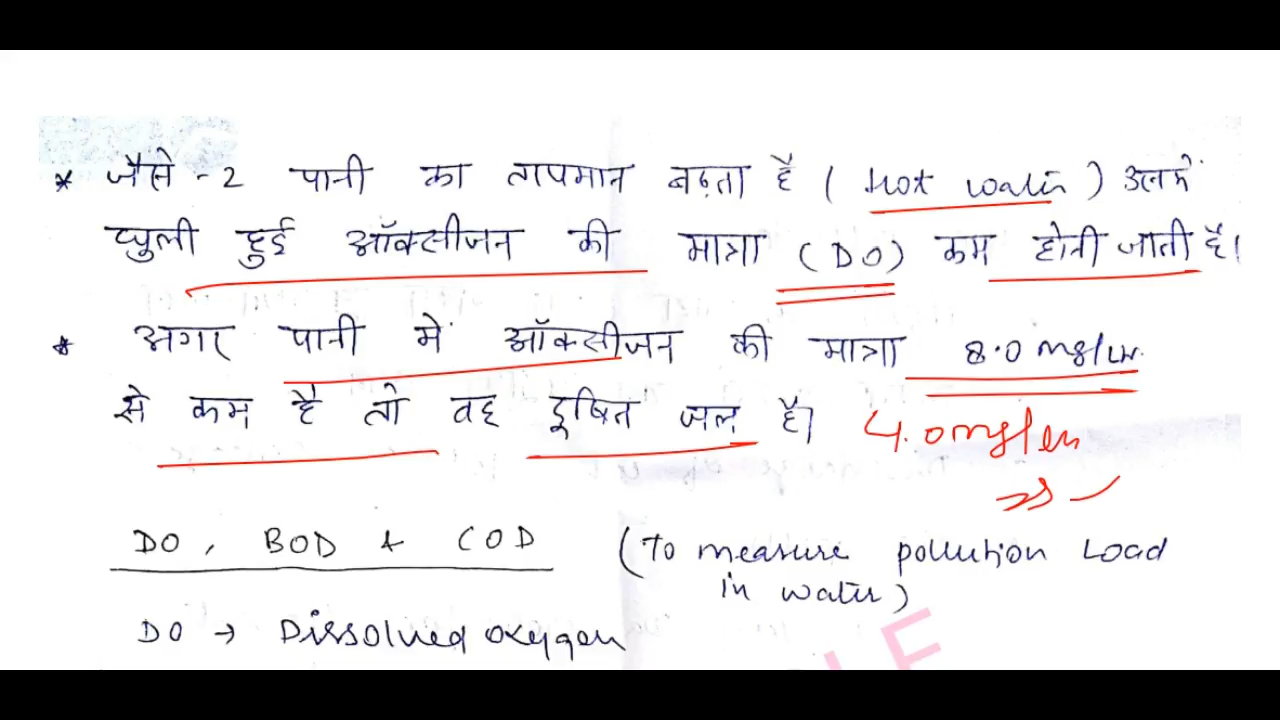 * जैसे-2 पानी का तापमान बढ़ता है ( Hot water ) उसमें
घुली हुई ऑक्सीजन की मात्रा (DO) कम होती जाती है।
* अगर पानी में ऑक्सीजन की मात्रा 8.0 mg/Ltr.
से कम है तो वह दूषित जल है। 4.0 mg/Ltr
DO, BOD & COD (To measure pollution Load
in water)
DO → Dissolved oxygen
LE